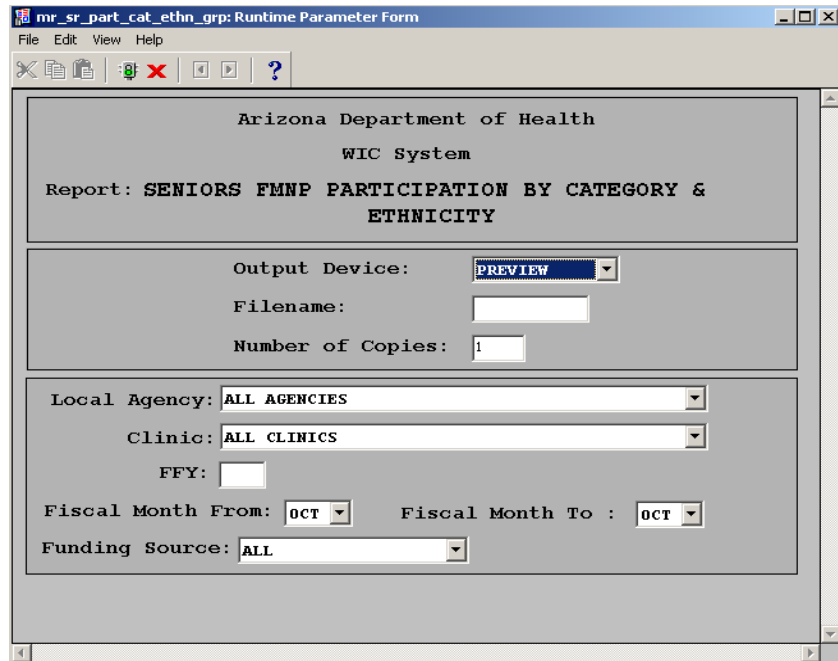 mr_sr_part_cat_ethn_grp: Runtime Parameter Form
File Edit View Help
Arizona Department of Health
WIC System
Report: SENIORS FMNP PARTICIPATION BY CATEGORY &
ETHNICITY
Output Device: PREVIEW
Filename:
Number of Copies: 1
Local Agency: ALL AGENCIES
Clinic: ALL CLINICS
FFY:
Fiscal Month From: OCT Fiscal Month To : OCT
Funding Source: ALL